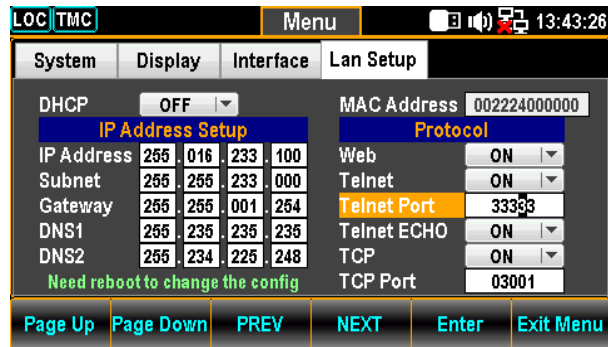 LOC TMC Menu 13:43:26
System Display Interface Lan Setup
DHCP OFF MAC Address 002224000000
IP Address Setup Protocol
IP Address 255 . 016 . 233 . 100 Web ON
Subnet 255 . 255 . 233 . 000 Telnet ON
Gateway 255 . 255 . 001 . 254 Telnet Port 33353
DNS1 255 . 235 . 235 . 235 Telnet ECHO ON
DNS2 255 . 234 . 225 . 248 TCP ON
Need reboot to change the config TCP Port 03001
Page Up Page Down PREV NEXT Enter Exit Menu